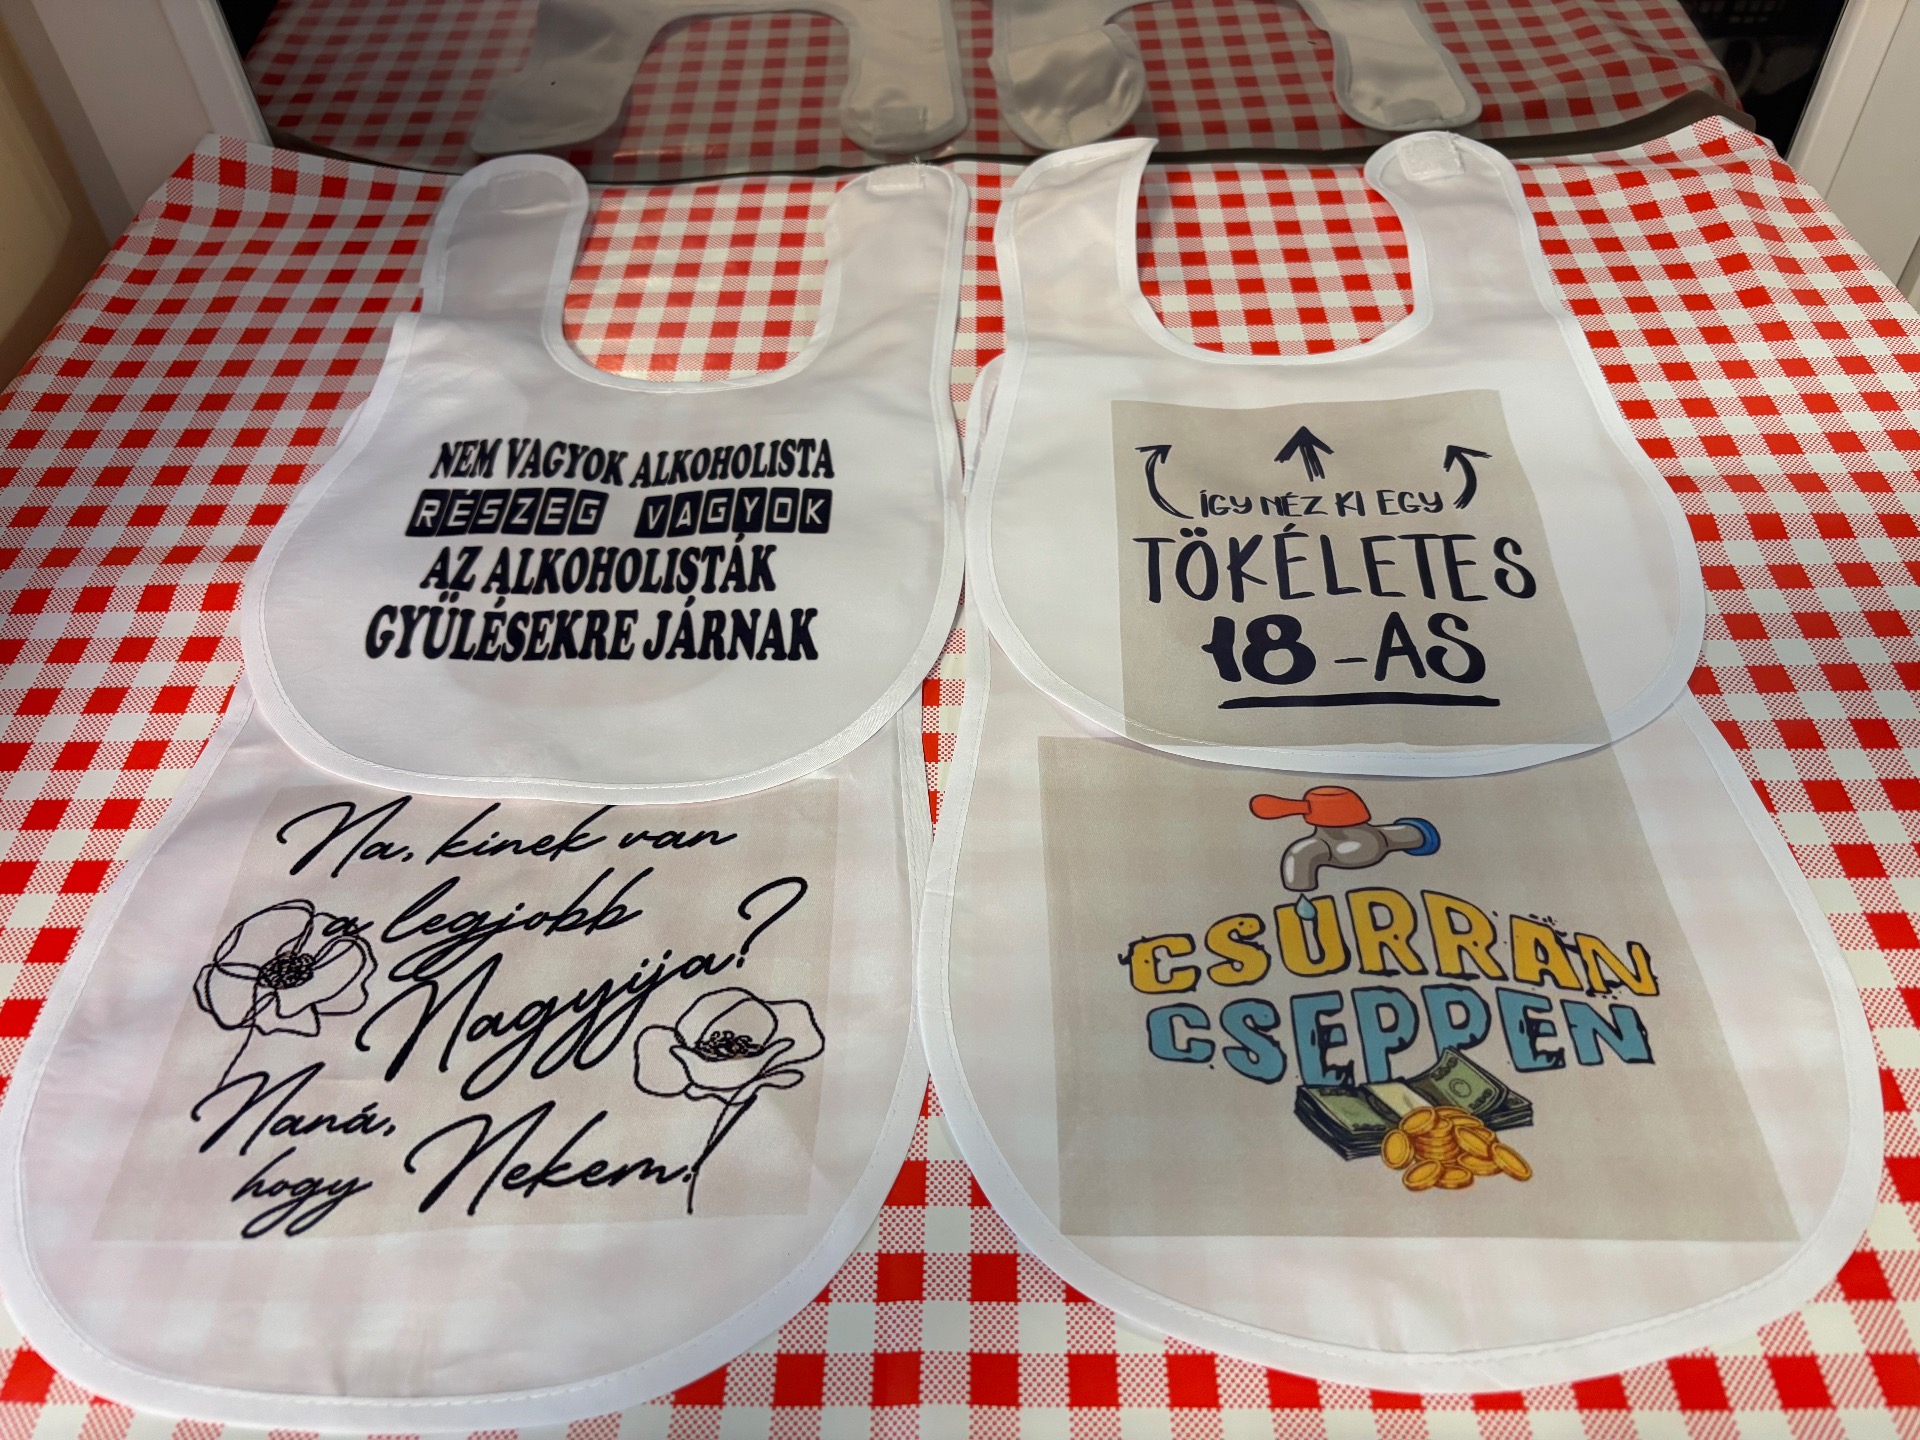 NEM VAGYOK ALKOHOLISTA
RÉSZEG VAGYOK
AZ ALKOHOLISTÁK
GYÜLÉSEKRE JÁRNAK
ÍGY NÉZ KI EGY
TÖKÉLETES
18-AS
Na, kinek van
a legjobb
Nagyija?
Naná,
hogy Nekem!
CSURRAN
CSEPPEN